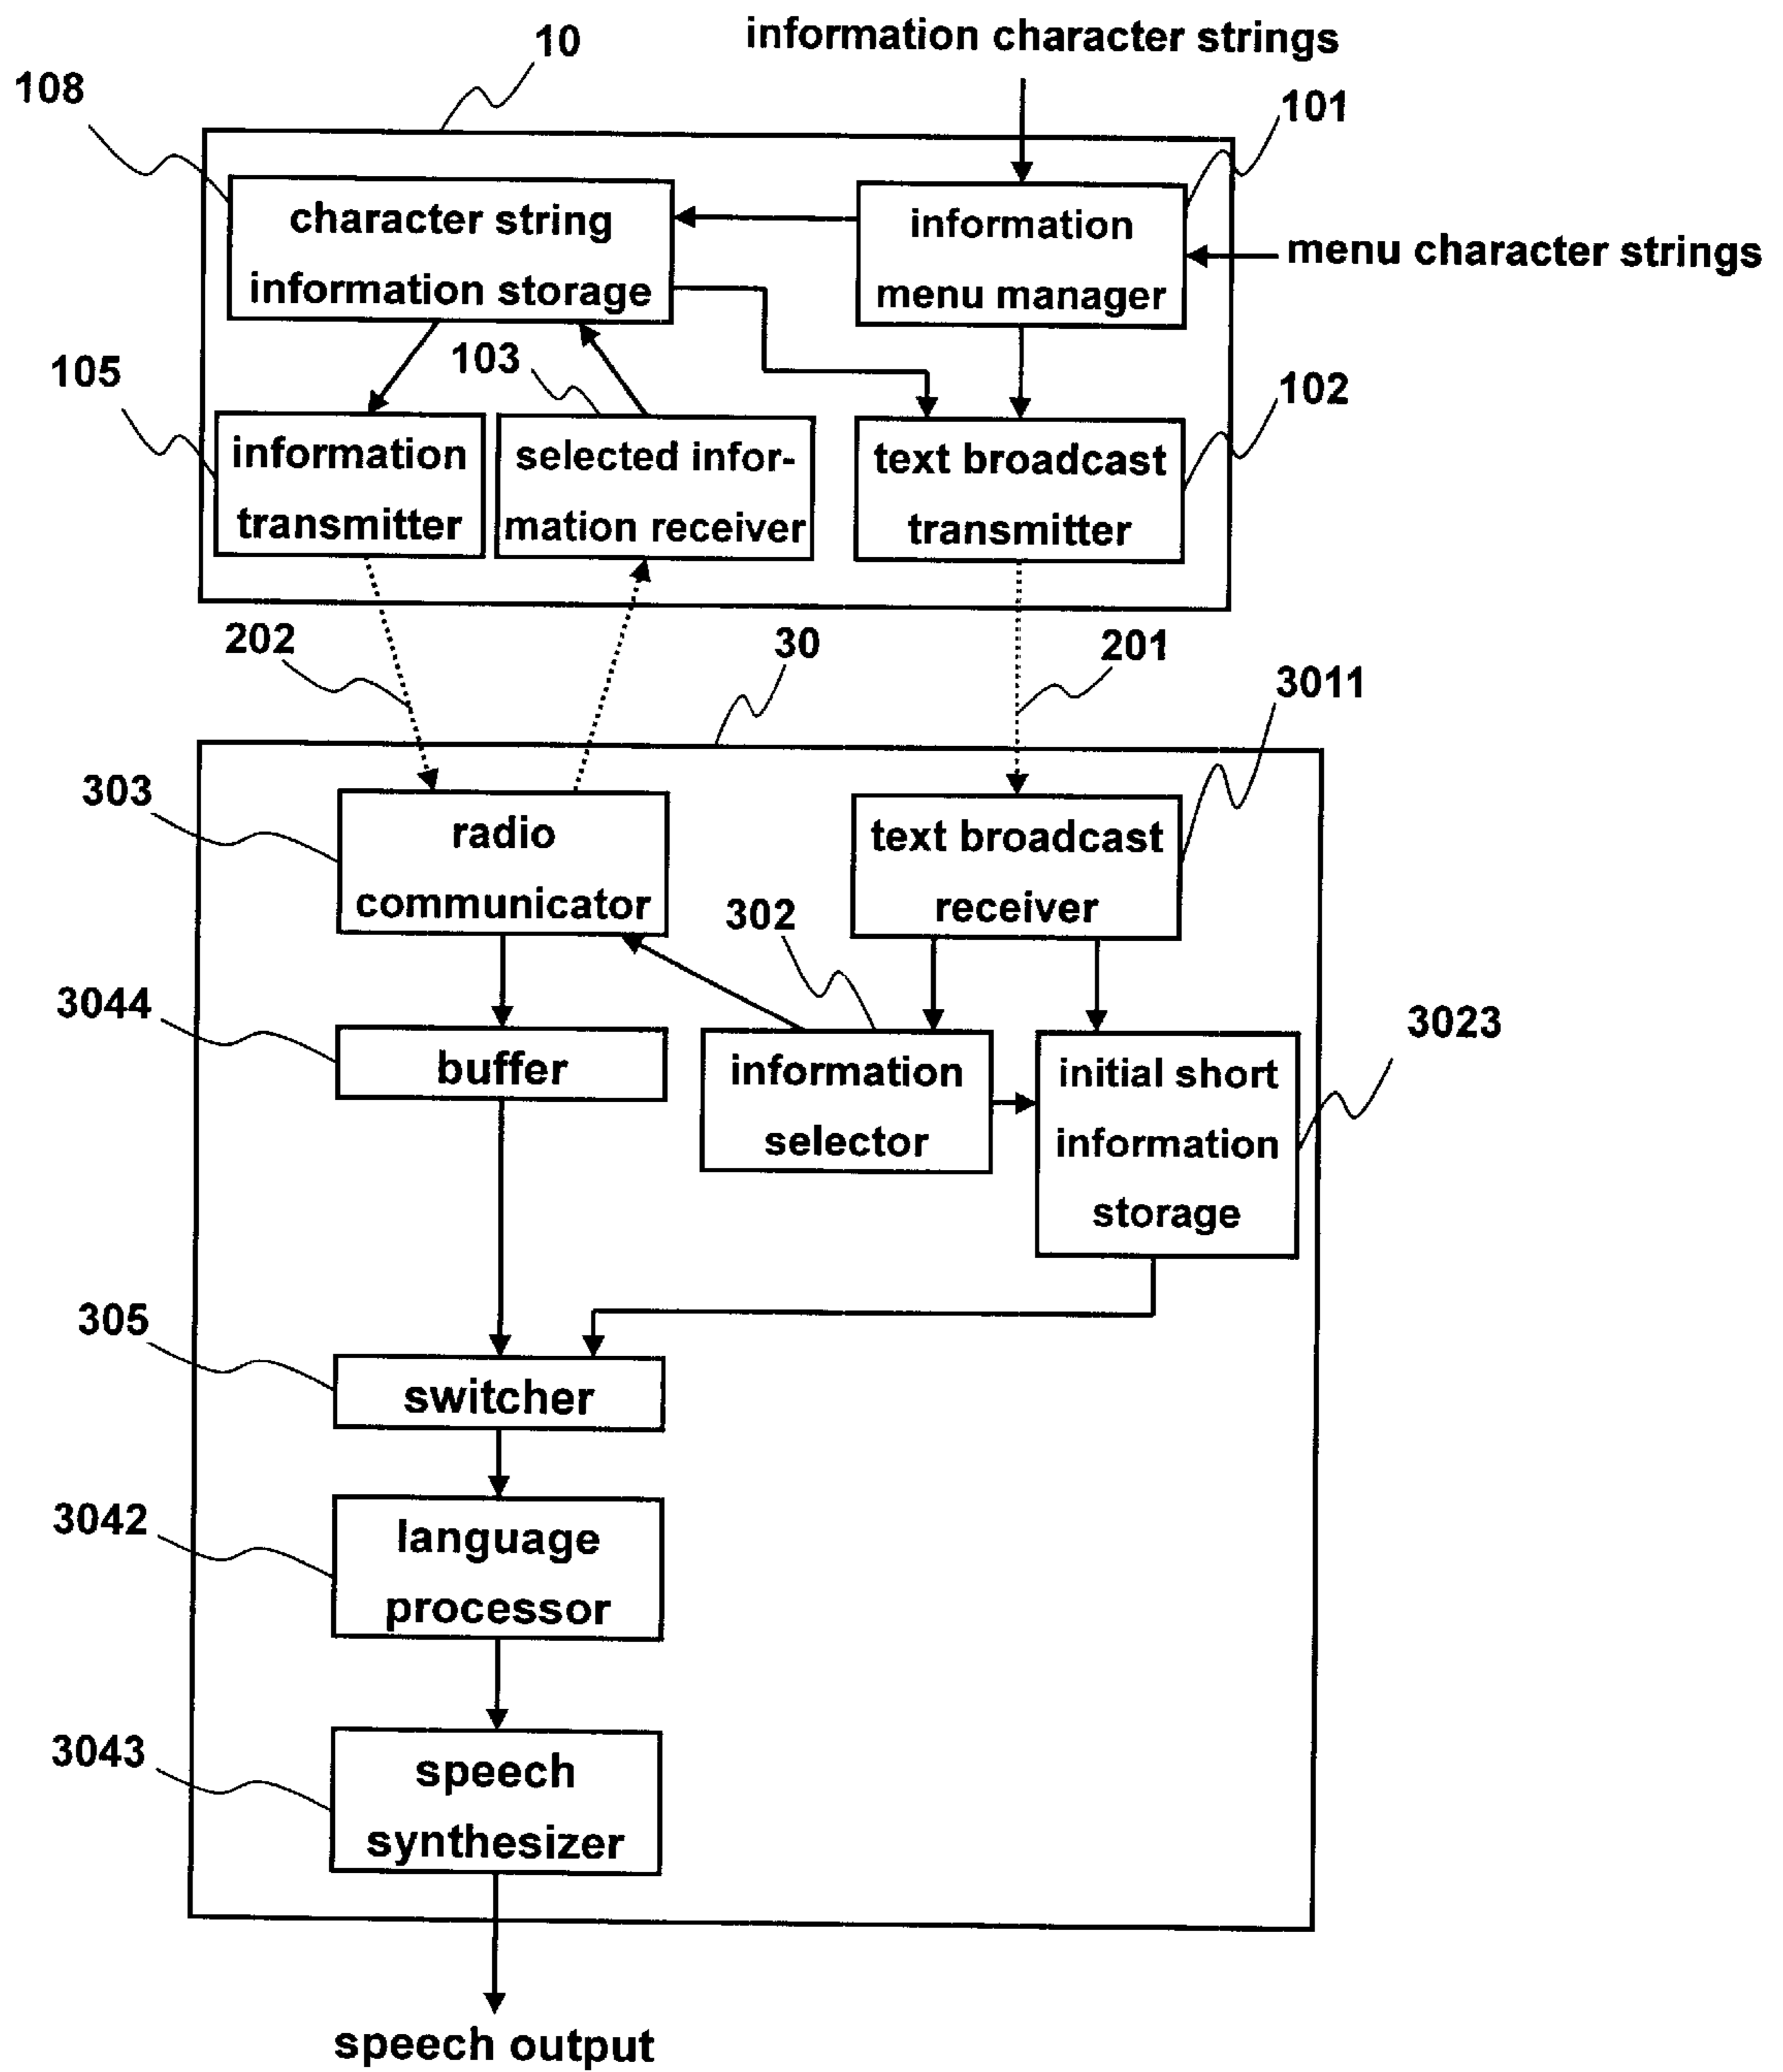 information character strings
10
108
101
character string
information storage
information
menu manager
menu character strings
105
103
102
information
transmitter
selected infor-
mation receiver
text broadcast
transmitter
202
30
201
3011
303
radio
communicator
text broadcast
receiver
302
3044
buffer
information
selector
initial short
information
storage
3023
305
switcher
3042
language
processor
3043
speech
synthesizer
speech output